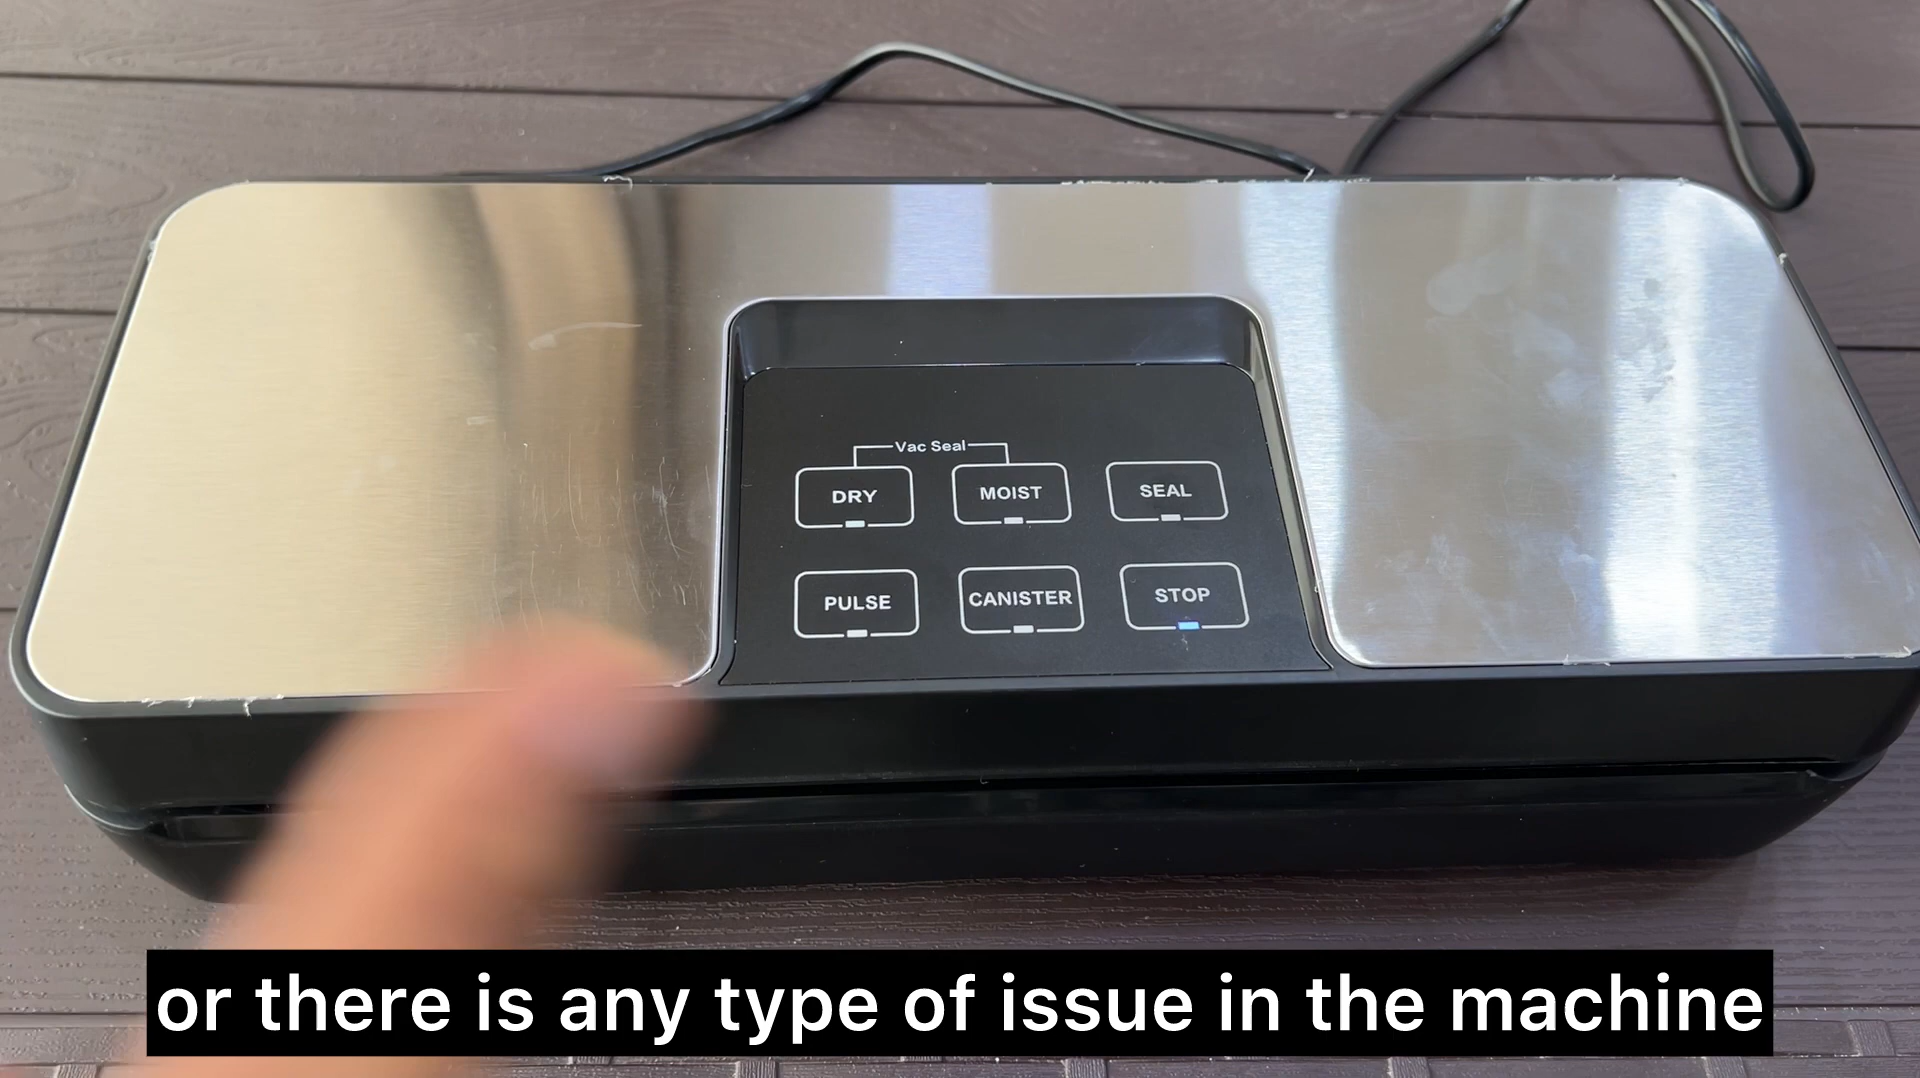 Vac Seal
DRY MOIST SEAL
PULSE CANISTER STOP
or there is any type of issue in the machine